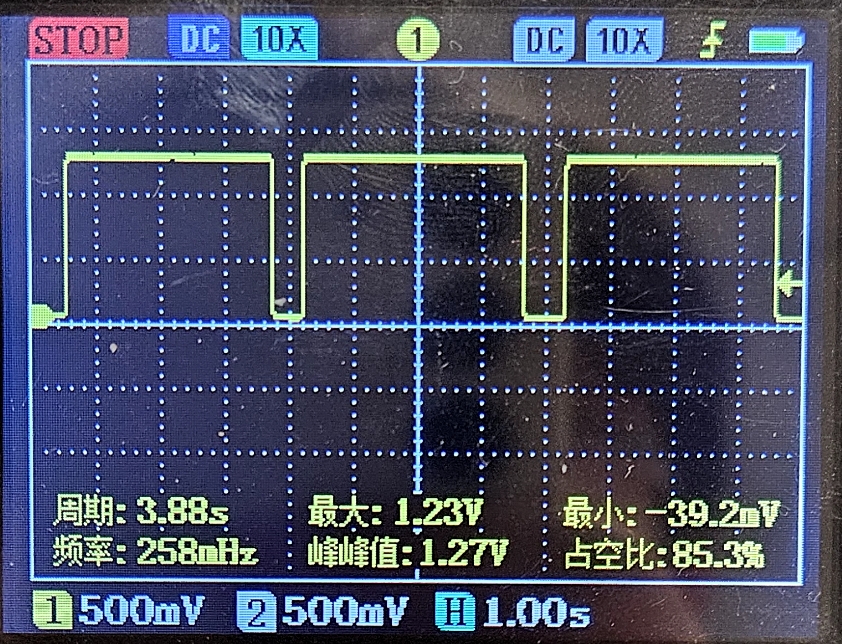 STOP DC 10X 1 DC 10X
周期: 3.88s 最大: 1.23V 最小: -39.2mV
频率: 258mHz 峰峰值: 1.27V 占空比: 85.3%
1 500mV 2 500mV H 1.00s